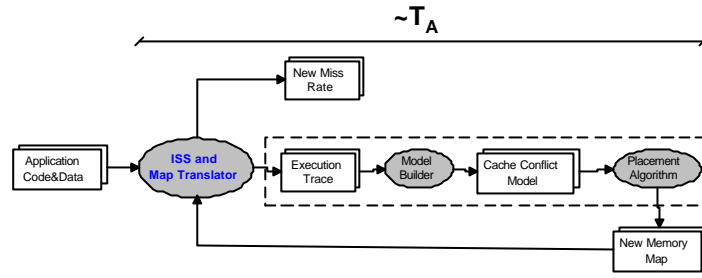 ~T_A
New Miss
Rate
Application
Code&Data
ISS and
Map Translator
Execution
Trace
Model
Builder
Cache Conflict
Model
Placement
Algorithm
New Memory
Map